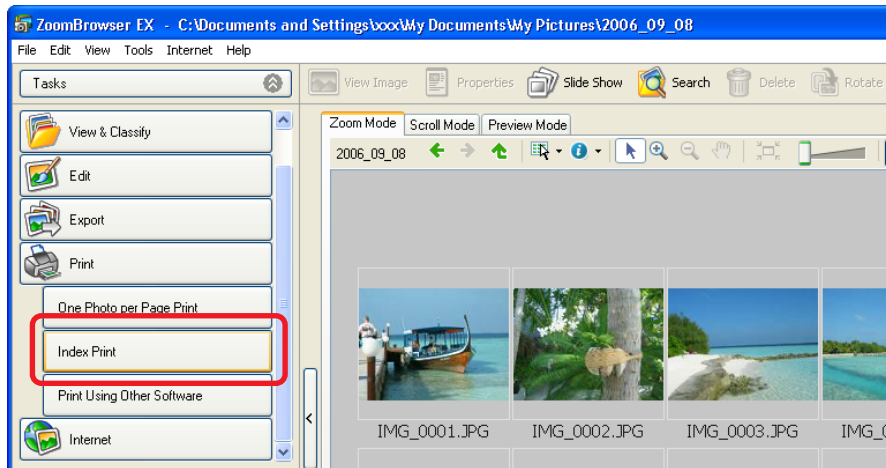 ZoomBrowser EX - C:\Documents and Settings\xxx\My Documents\My Pictures\2006_09_08
File Edit View Tools Internet Help
Tasks
View Image Properties Slide Show Search Delete Rotate
View & Classify
Edit
Export
Print
One Photo per Page Print
Index Print
Print Using Other Software
Internet
Zoom Mode Scroll Mode Preview Mode
2006_09_08
IMG_0001.JPG IMG_0002.JPG IMG_0003.JPG IMG_